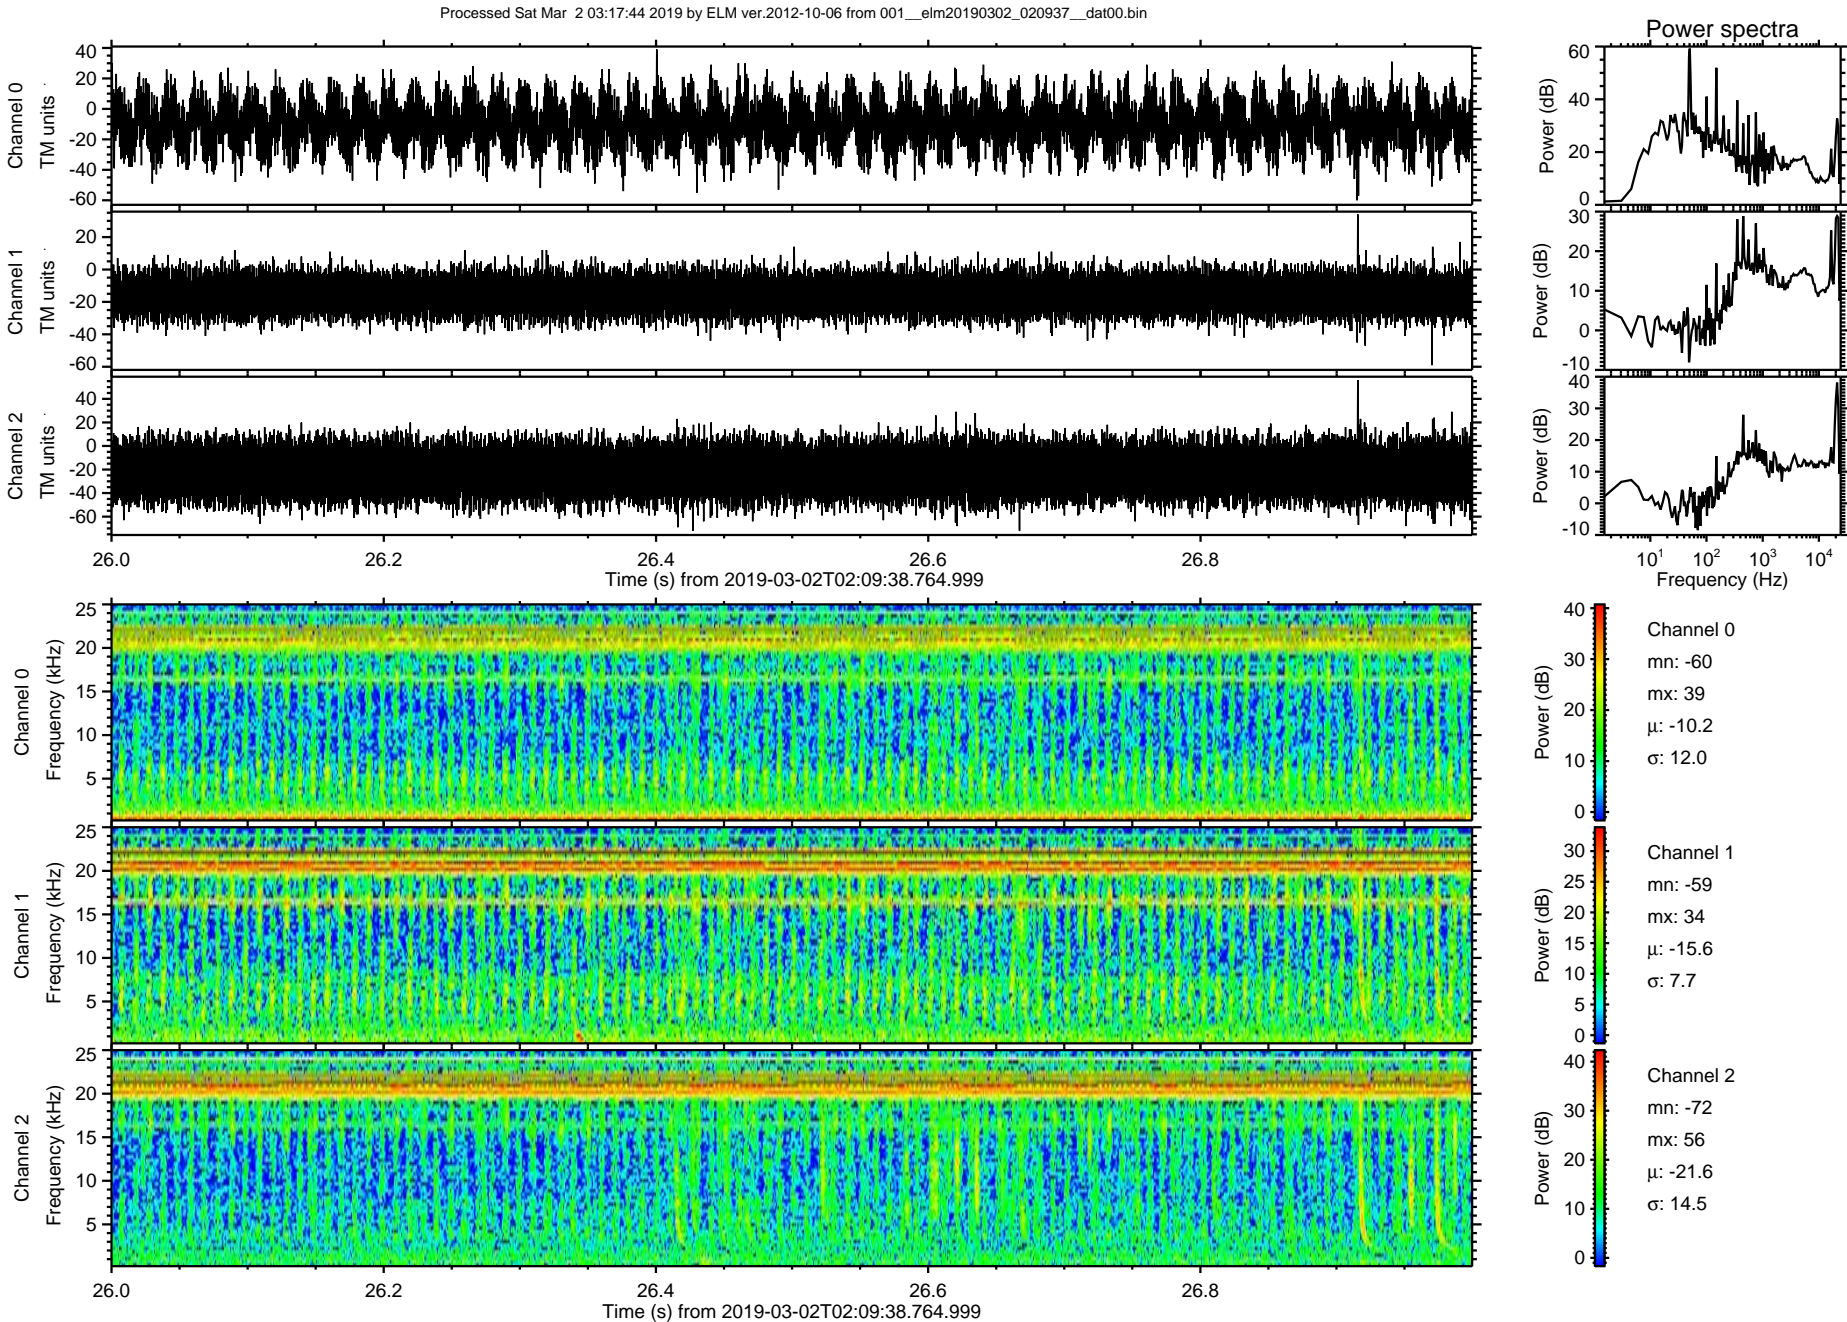 Processed Sat Mar 2 03:17:44 2019 by ELM ver.2012-10-06 from 001__elm20190302_020937__dat00.bin
Power spectra
Channel 0
TM units
40
20
0
-20
-40
-60
Power (dB)
60
40
20
0
Channel 1
TM units
20
0
-20
-40
-60
Power (dB)
30
20
10
0
-10
Channel 2
TM units
40
20
0
-20
-40
-60
Power (dB)
40
30
20
10
0
-10
26.0 26.2 26.4 26.6 26.8
Time (s) from 2019-03-02T02:09:38.764.999
10¹ 10² 10³ 10⁴
Frequency (Hz)
Channel 0
Frequency (kHz)
25
20
15
10
5
Power (dB)
40
30
20
10
0
Channel 0
mn: -60
mx: 39
μ: -10.2
σ: 12.0
Channel 1
Frequency (kHz)
25
20
15
10
5
Power (dB)
30
25
20
15
10
5
0
Channel 1
mn: -59
mx: 34
μ: -15.6
σ: 7.7
Channel 2
Frequency (kHz)
25
20
15
10
5
Power (dB)
40
30
20
10
0
Channel 2
mn: -72
mx: 56
μ: -21.6
σ: 14.5
26.0 26.2 26.4 26.6 26.8
Time (s) from 2019-03-02T02:09:38.764.999